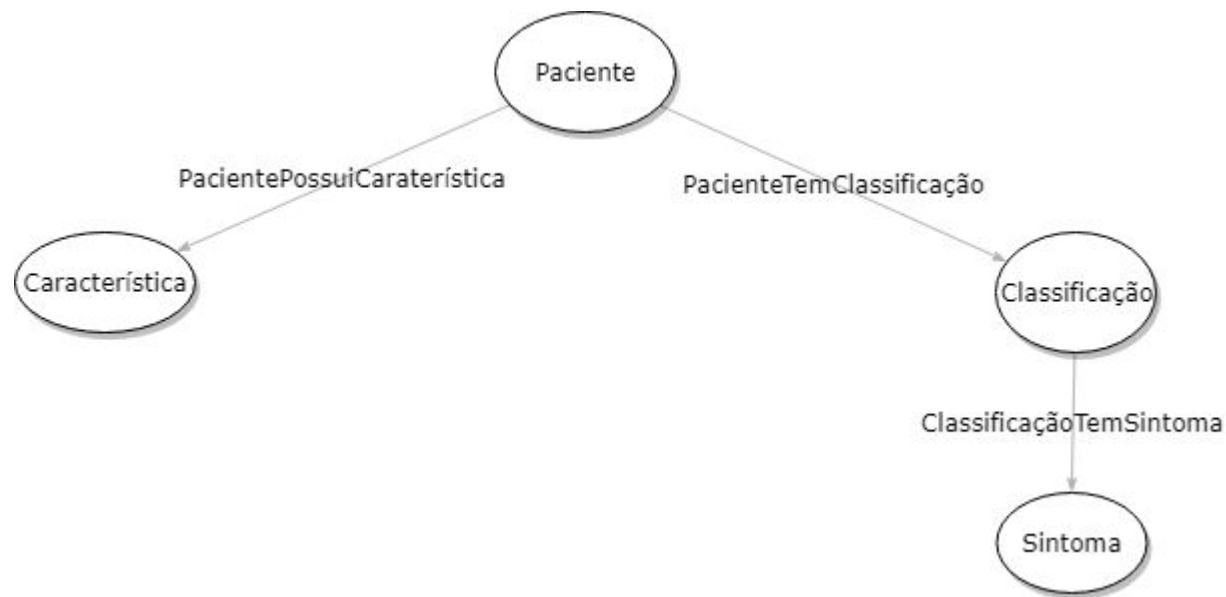 Paciente
PacientePossuiCaraterística
PacienteTemClassificação
Característica
Classificação
ClassificaçãoTemSintoma
Sintoma